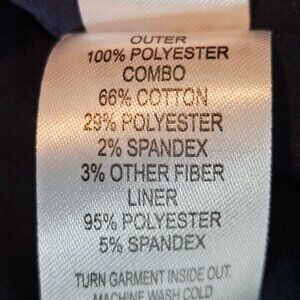 OUTER
100% POLYESTER
COMBO
66% COTTON
29% POLYESTER
2% SPANDEX
3% OTHER FIBER
LINER
95% POLYESTER
5% SPANDEX
TURN GARMENT INSIDE OUT.
MACHINE WASH COLD